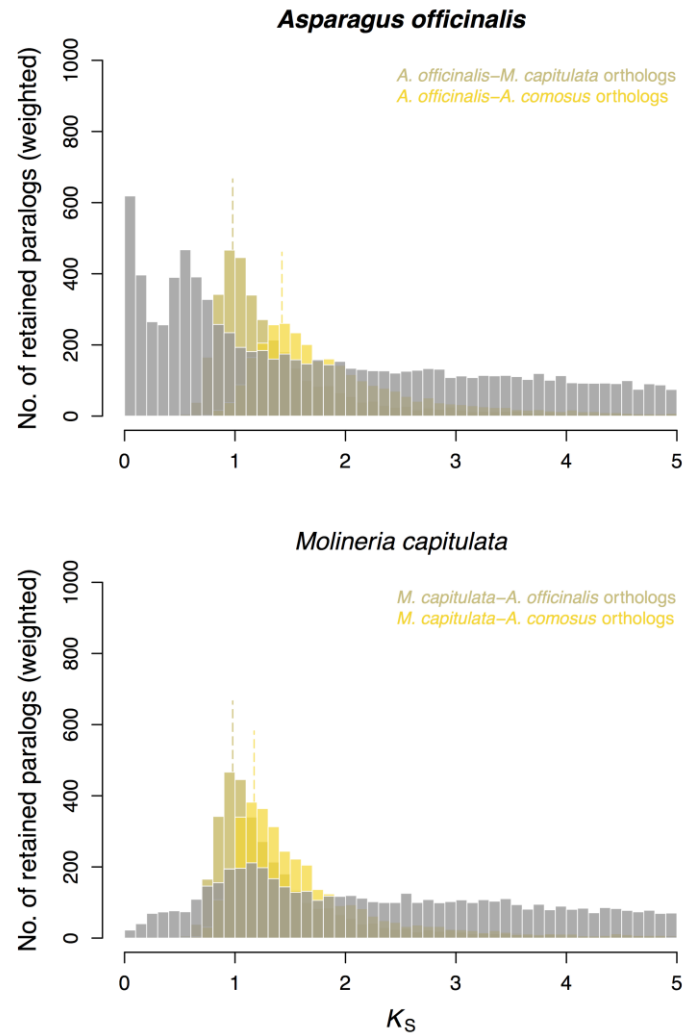 Asparagus officinalis
No. of retained paralogs (weighted)
1000
800
600
400
200
0
A. officinalis–M. capitulata orthologs
A. officinalis–A. comosus orthologs
0 1 2 3 4 5
Molineria capitulata
No. of retained paralogs (weighted)
1000
800
600
400
200
0
M. capitulata–A. officinalis orthologs
M. capitulata–A. comosus orthologs
0 1 2 3 4 5
KS